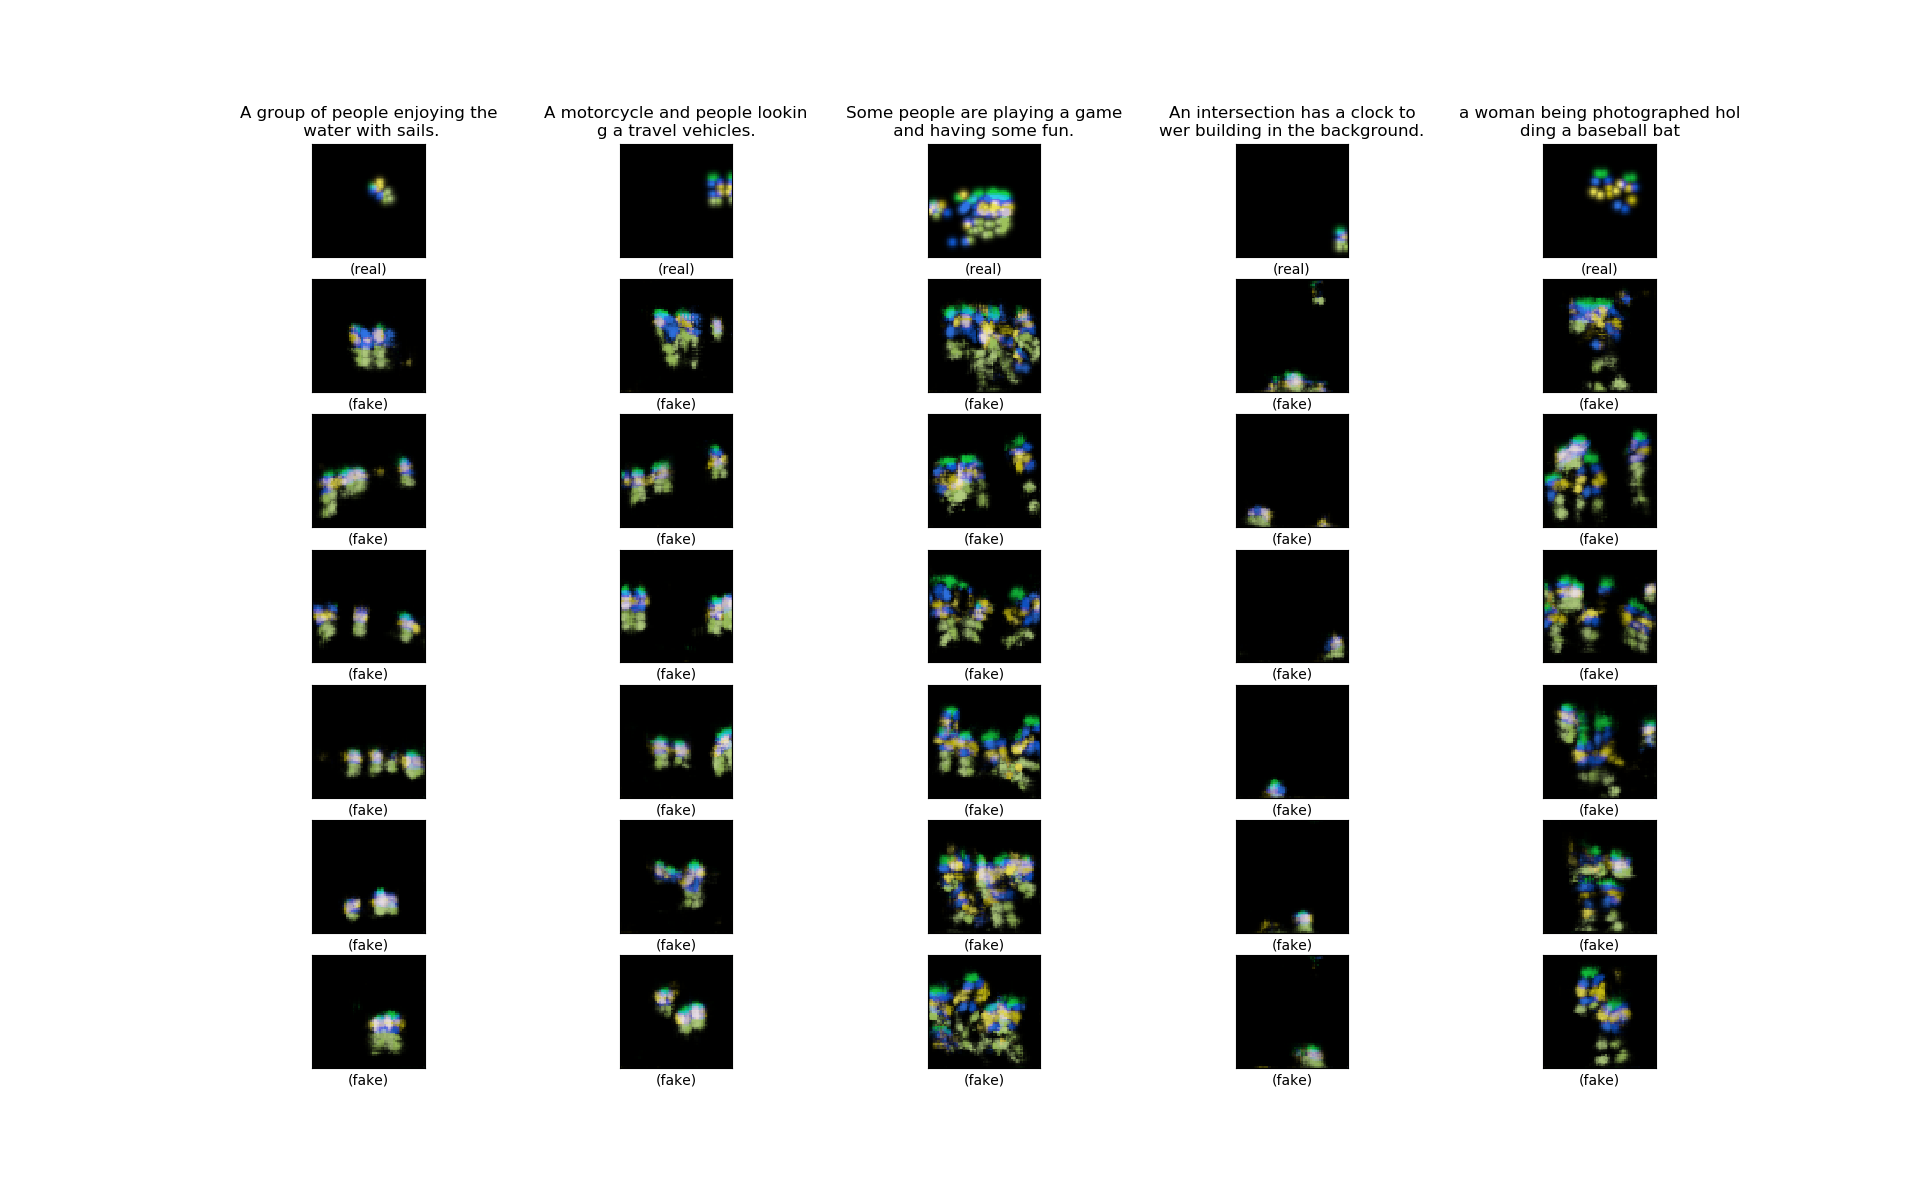 A group of people enjoying the
water with sails.
A motorcycle and people lookin
g a travel vehicles.
Some people are playing a game
and having some fun.
An intersection has a clock to
wer building in the background.
a woman being photographed hol
ding a baseball bat
(real) (real) (real) (real) (real)
(fake) (fake) (fake) (fake) (fake)
(fake) (fake) (fake) (fake) (fake)
(fake) (fake) (fake) (fake) (fake)
(fake) (fake) (fake) (fake) (fake)
(fake) (fake) (fake) (fake) (fake)
(fake) (fake) (fake) (fake) (fake)